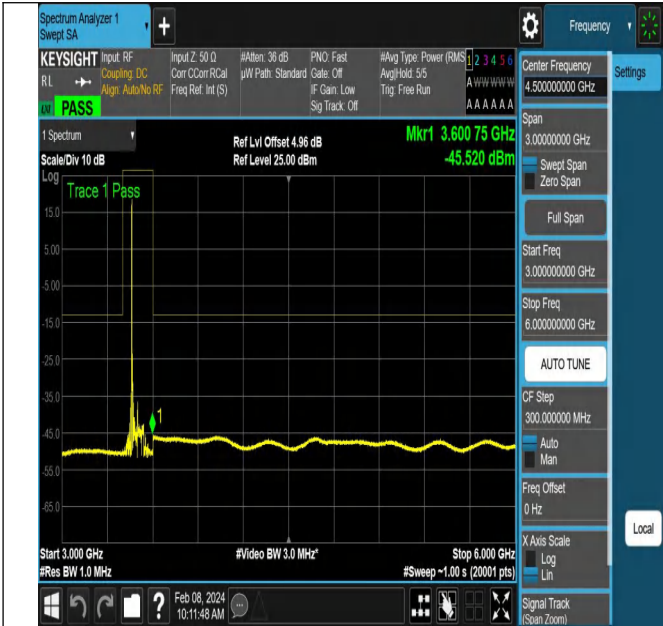 Spectrum Analyzer 1
Swept SA
Frequency
KEYSIGHT
Input: RF
Coupling: DC
Align: Auto/No RF
Input Z: 50 Ω
Corr CCorr RCal
Freq Ref: Int (S)
#Atten: 36 dB
µW Path: Standard
PNO: Fast
Gate: Off
IF Gain: Low
Sig Track: Off
#Avg Type: Power (RMS
Avg|Hold: 5/5
Trig: Free Run
1 2 3 4 5 6
A W W W W W
A A A A A A
RL
PASS
1 Spectrum
Scale/Div 10 dB
Ref Lvl Offset 4.96 dB
Ref Level 25.00 dBm
Mkr1 3.600 75 GHz
-45.520 dBm
Log
Trace 1 Pass
15.0
5.00
-5.00
-15.0
-25.0
-35.0
-45.0
-55.0
-65.0
1
Start 3.000 GHz
#Res BW 1.0 MHz
#Video BW 3.0 MHz*
Stop 6.000 GHz
#Sweep ~1.00 s (20001 pts)
Feb 08, 2024
10:11:48 AM
?
Center Frequency
4.500000000 GHz
Settings
Span
3.00000000 GHz
Swept Span
Zero Span
Full Span
Start Freq
3.000000000 GHz
Stop Freq
6.000000000 GHz
AUTO TUNE
CF Step
300.000000 MHz
Auto
Man
Freq Offset
0 Hz
X Axis Scale
Log
Lin
Local
Signal Track
(Span Zoom)